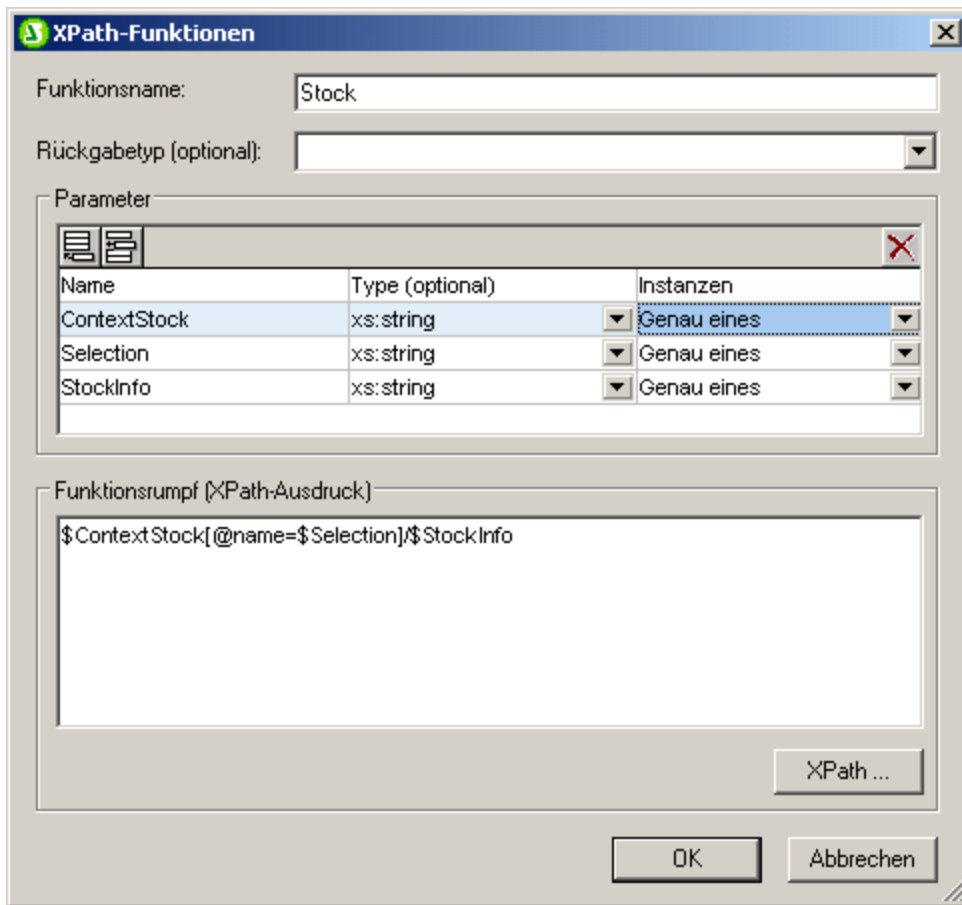 XPath-Funktionen
Funktionsname: Stock
Rückgabetyp (optional):
Parameter
Name Type (optional) Instanzen
ContextStock xs:string Genau eines
Selection xs:string Genau eines
StockInfo xs:string Genau eines
Funktionsrumpf (XPath-Ausdruck)
$ContextStock[@name=$Selection]/$StockInfo
XPath ...
OK Abbrechen